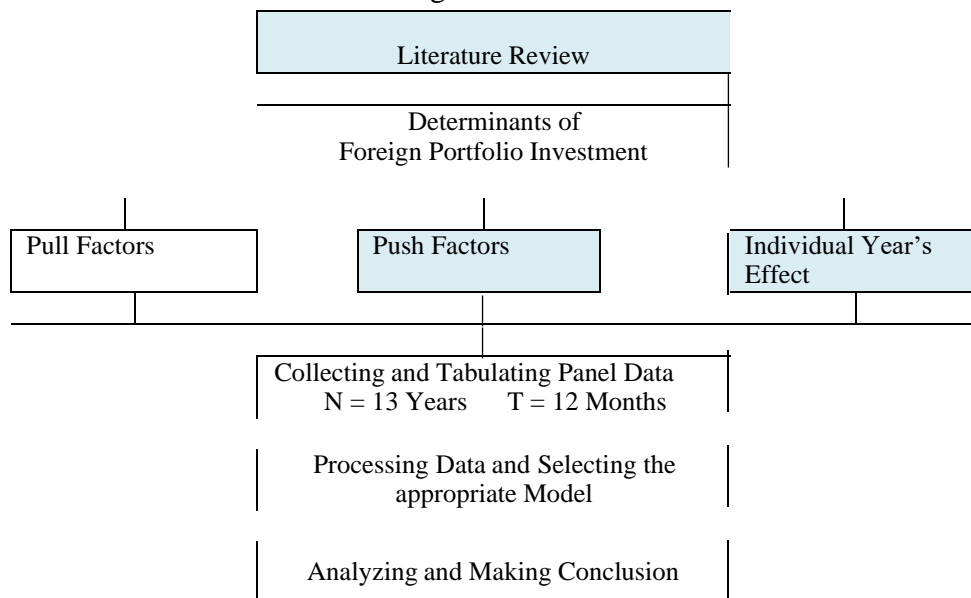 Literature Review
Determinants of
Foreign Portfolio Investment
Pull Factors
Push Factors
Individual Year's
Effect
Collecting and Tabulating Panel Data
N = 13 Years T = 12 Months
Processing Data and Selecting the
appropriate Model
Analyzing and Making Conclusion